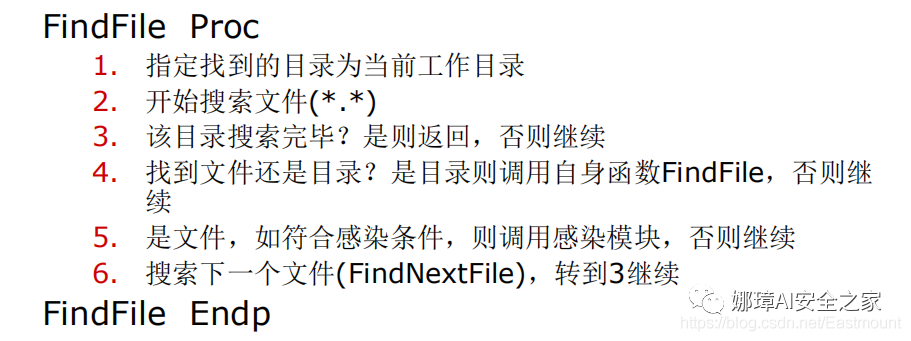 FindFile Proc
1. 指定找到的目录为当前工作目录
2. 开始搜索文件(*.*)
3. 该目录搜索完毕？是则返回，否则继续
4. 找到文件还是目录？是目录则调用自身函数FindFile，否则继
续
5. 是文件，如符合感染条件，则调用感染模块，否则继续
6. 搜索下一个文件(FindNextFile)，转到3继续
FindFile Endp
娜璋AI安全之家
https://blog.csdn.net/Eastmount